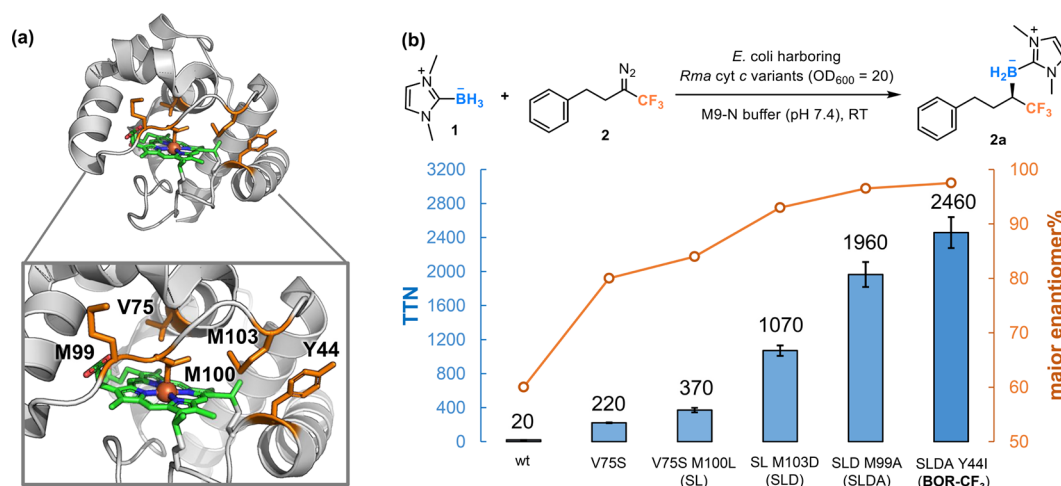 (a)
V75
M99
M103
M100
Y44
(b)
N
+
N
−
BH3
1
+
N2
CF3
2
E. coli harboring
Rma cyt c variants (OD600 = 20)
M9-N buffer (pH 7.4), RT
N
+
N
−
H2B
CF3
2a
TTN
3200
2800
2400
2000
1600
1200
800
400
0
20
220
370
1070
1960
2460
100
90
80
70
60
50
major enantiomer%
wt
V75S
V75S M100L
(SL)
SL M103D
(SLD)
SLD M99A
(SLDA)
SLDA Y44I
(BOR-CF3)